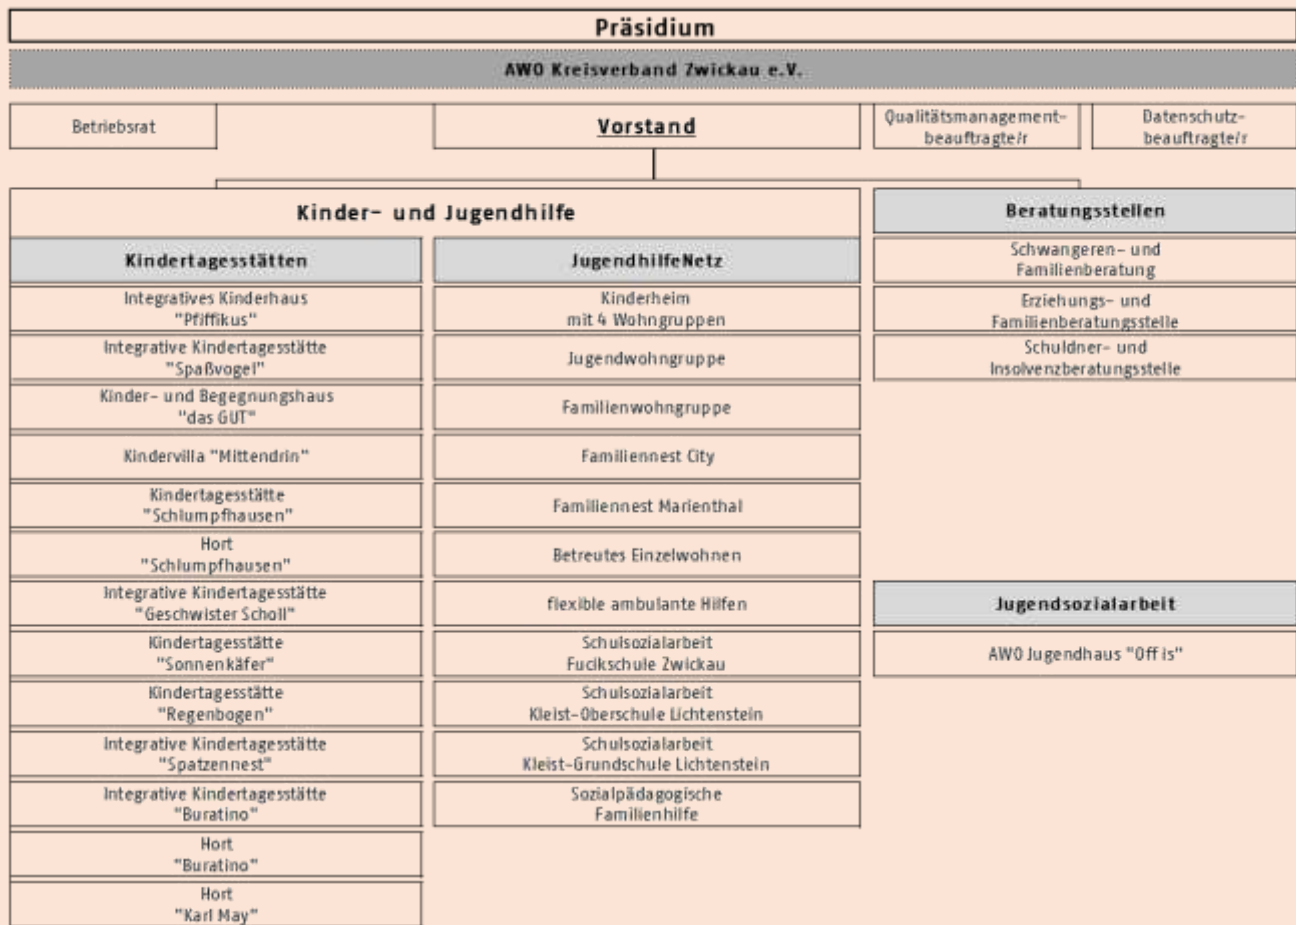 Präsidium
AWO Kreisverband Zwickau e.V.
Betriebsrat
Vorstand
Qualitätsmanagement-
beauftragte/r
Datenschutz-
beauftragte/r
Kinder- und Jugendhilfe
Kindertagesstätten
Integratives Kinderhaus
"Pfiffikus"
Integrative Kindertagesstätte
"Spaßvogel"
Kinder- und Begegnungshaus
"das GUT"
Kindervilla "Mittendrin"
Kindertagesstätte
"Schlumpfhausen"
Hort
"Schlumpfhausen"
Integrative Kindertagesstätte
"Geschwister Scholl"
Kindertagesstätte
"Sonnenkäfer"
Kindertagesstätte
"Regenbogen"
Integrative Kindertagesstätte
"Spatzennest"
Integrative Kindertagesstätte
"Buratino"
Hort
"Buratino"
Hort
"Karl May"
JugendhilfeNetz
Kinderheim
mit 4 Wohngruppen
Jugendwohngruppe
Familienwohngruppe
Familiennest City
Familiennest Marienthal
Betreutes Einzelwohnen
flexible ambulante Hilfen
Schulsozialarbeit
Fucikschule Zwickau
Schulsozialarbeit
Kleist-Oberschule Lichtenstein
Schulsozialarbeit
Kleist-Grundschule Lichtenstein
Sozialpädagogische
Familienhilfe
Beratungsstellen
Schwangeren- und
Familienberatung
Erziehungs- und
Familienberatungsstelle
Schuldner- und
Insolvenzberatungsstelle
Jugendsozialarbeit
AWO Jugendhaus "Off is"